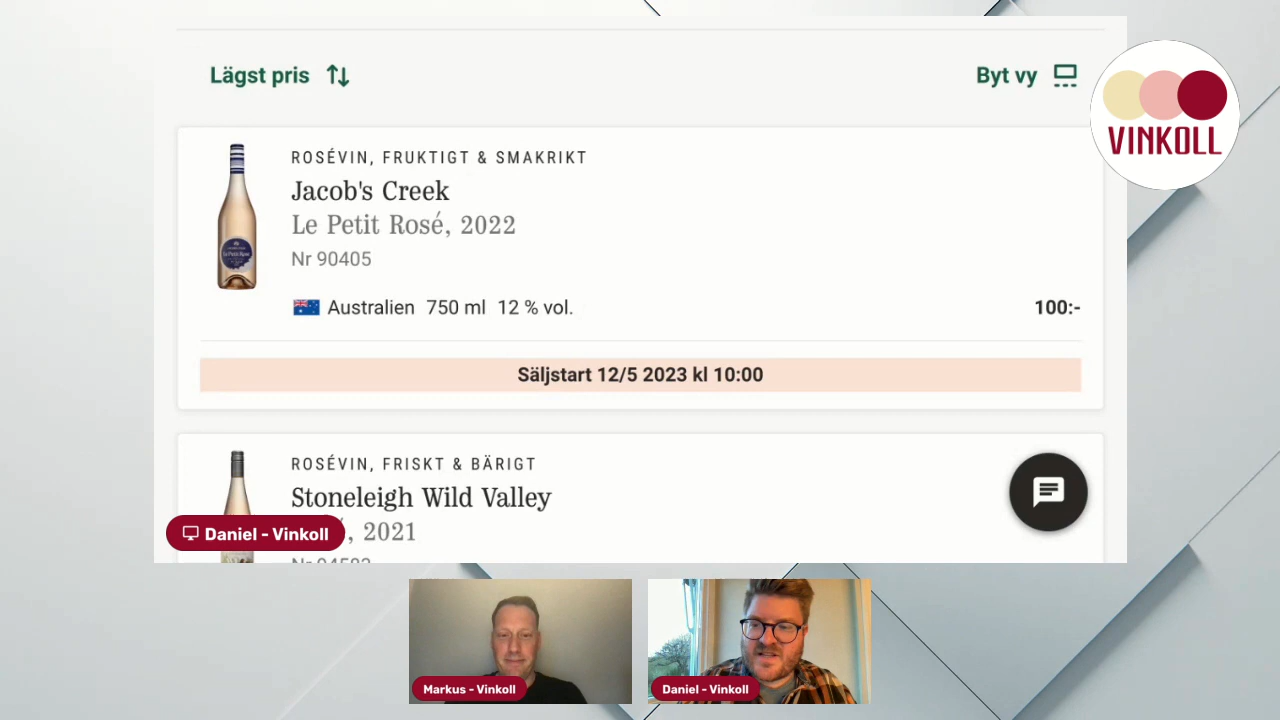 Lägst pris
Byt vy
VINKOLL
ROSÉVIN, FRUKTIGT & SMAKRIKT
Jacob's Creek
Le Petit Rosé, 2022
Nr 90405
Australien 750 ml 12 % vol.
100:-
Säljstart 12/5 2023 kl 10:00
ROSÉVIN, FRISKT & BÄRIGT
Stoneleigh Wild Valley
, 2021
Daniel - Vinkoll
Markus - Vinkoll
Daniel - Vinkoll